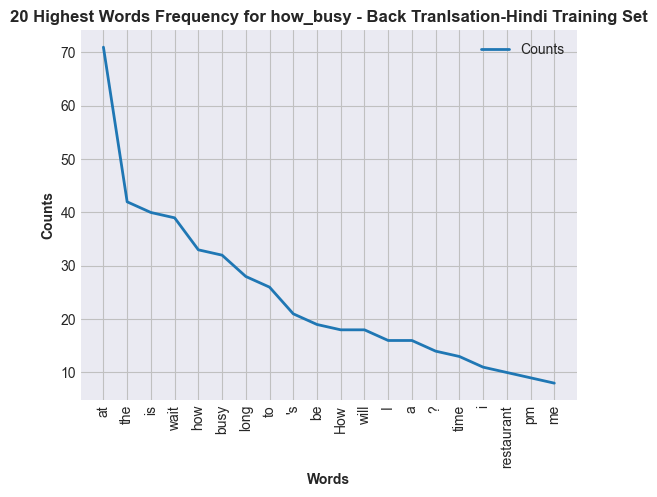 20 Highest Words Frequency for how_busy - Back Tranlsation-Hindi Training Set
Counts
70
60
50
40
30
20
10
Counts
at
the
is
wait
how
busy
long
to
's
be
How
will
I
a
?
time
i
restaurant
pm
me
Words